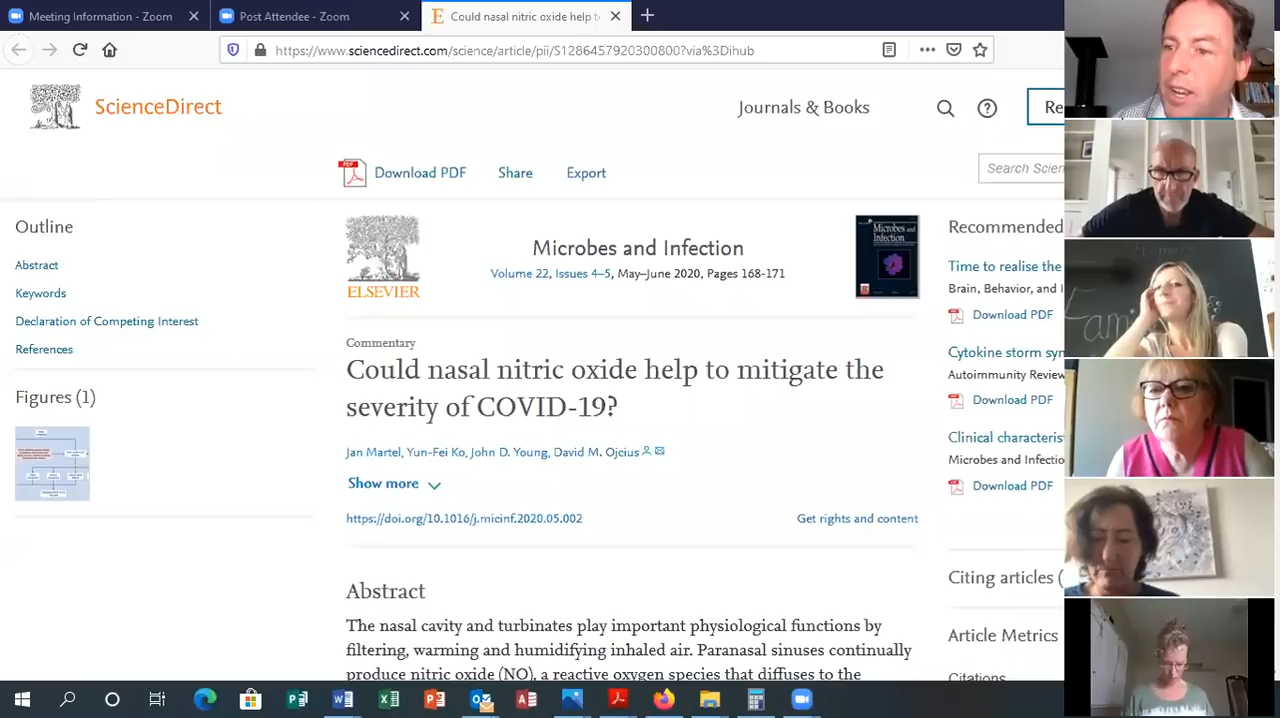 Meeting Information - Zoom
Post Attendee - Zoom
Could nasal nitric oxide help to
https://www.sciencedirect.com/science/article/pii/S1286457920300800?via%3Dihub
ScienceDirect
Journals & Books
Re
Download PDF
Share
Export
Search Scien
Outline
Abstract
Keywords
Declaration of Competing Interest
References
Figures (1)
ELSEVIER
Microbes and Infection
Volume 22, Issues 4–5, May–June 2020, Pages 168-171
Microbes and
Infection
Commentary
Could nasal nitric oxide help to mitigate the
severity of COVID-19?
Jan Martel, Yun-Fei Ko, John D. Young, David M. Ojcius
Show more
https://doi.org/10.1016/j.micinf.2020.05.002
Get rights and content
Abstract
The nasal cavity and turbinates play important physiological functions by
filtering, warming and humidifying inhaled air. Paranasal sinuses continually
produce nitric oxide (NO), a reactive oxygen species that diffuses to the
Recommended
Time to realise the
Brain, Behavior, and I
Download PDF
Cytokine storm syn
Autoimmunity Review
Download PDF
Clinical characteris
Microbes and Infectio
Download PDF
Citing articles (
Article Metrics
Citations
Fami